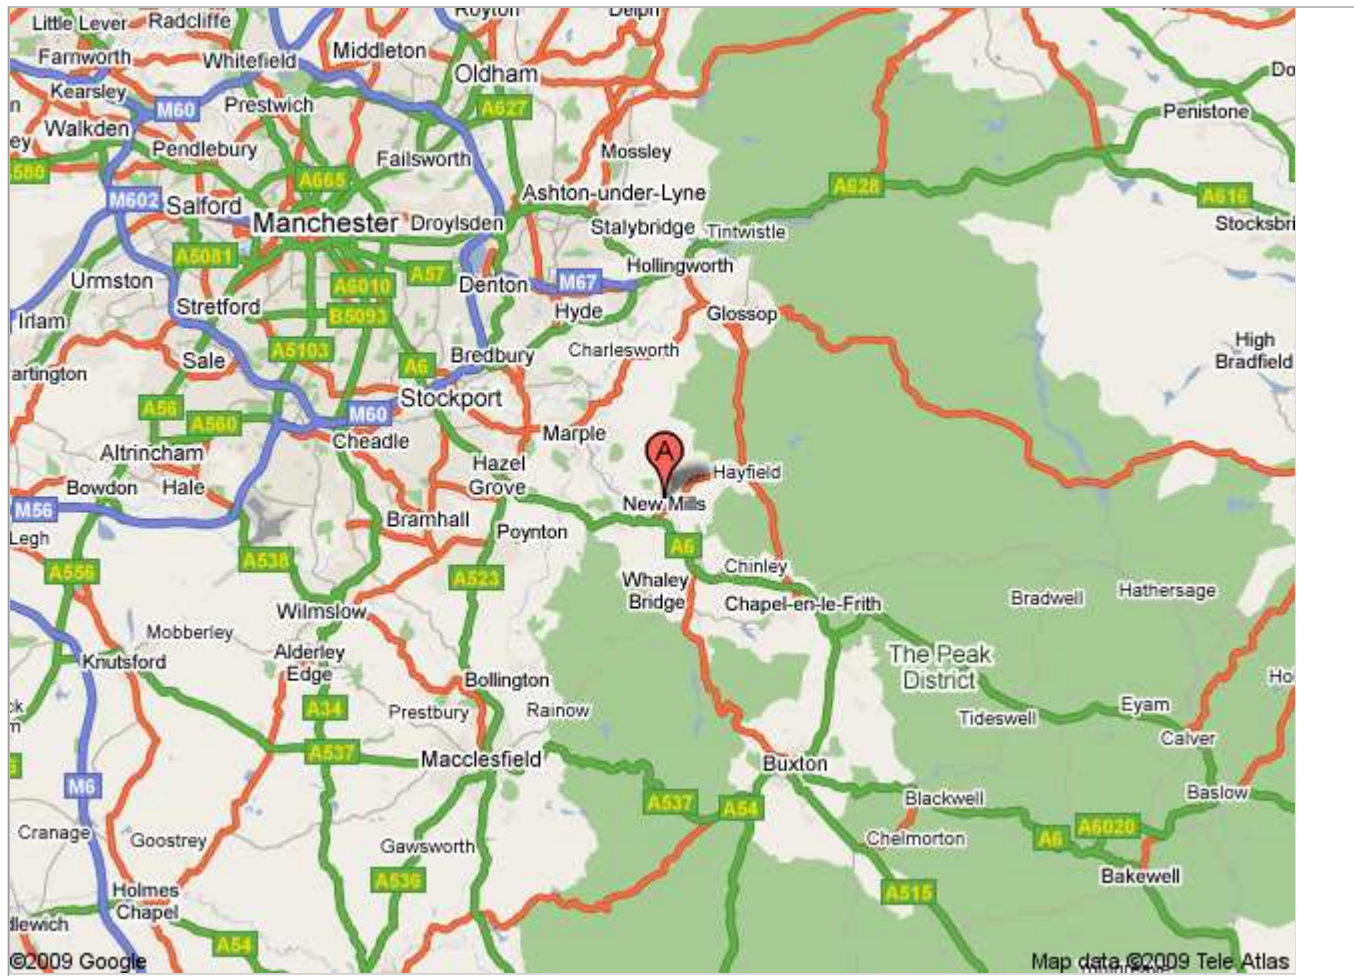 Royton
Delph
Little Lever
Radcliffe
Middleton
Farnworth
Whitefield
Oldham
Kearsley
M60
Prestwich
A627
Penistone
Walkden
Pendlebury
Failsworth
Mossley
A665
A628
M602
Salford
Ashton-under-Lyne
A616
Manchester
Droylsden
Stalybridge
Tintwistle
A5081
A57
Hollingworth
Urmston
A6010
Denton
M67
Stretford
B5093
Hyde
Glossop
Irlam
A5103
Bredbury
Charlesworth
High
Bradfield
Sale
A6
Stockport
A56
A560
M60
Cheadle
Marple
Altrincham
Hazel
Grove
A
Hayfield
Bowdon
Hale
New Mills
M56
Bramhall
Poynton
A538
A6
A556
A523
Chinley
Whaley
Bridge
Hathersage
Bradwell
Chapel-en-le-Frith
Wilmslow
Mobberley
Alderley
Edge
The Peak
District
Knutsford
Bollington
Prestbury
Rainow
A34
Tideswell
Eyam
Calver
A537
Macclesfield
Buxton
M6
A537
A54
Blackwell
Baslow
Cranage
Goostrey
Gawsworth
Chelmorton
A6
A6020
A536
Bakewell
Holmes
Chapel
A515
A54
©2009 Google
Map data ©2009 Tele Atlas